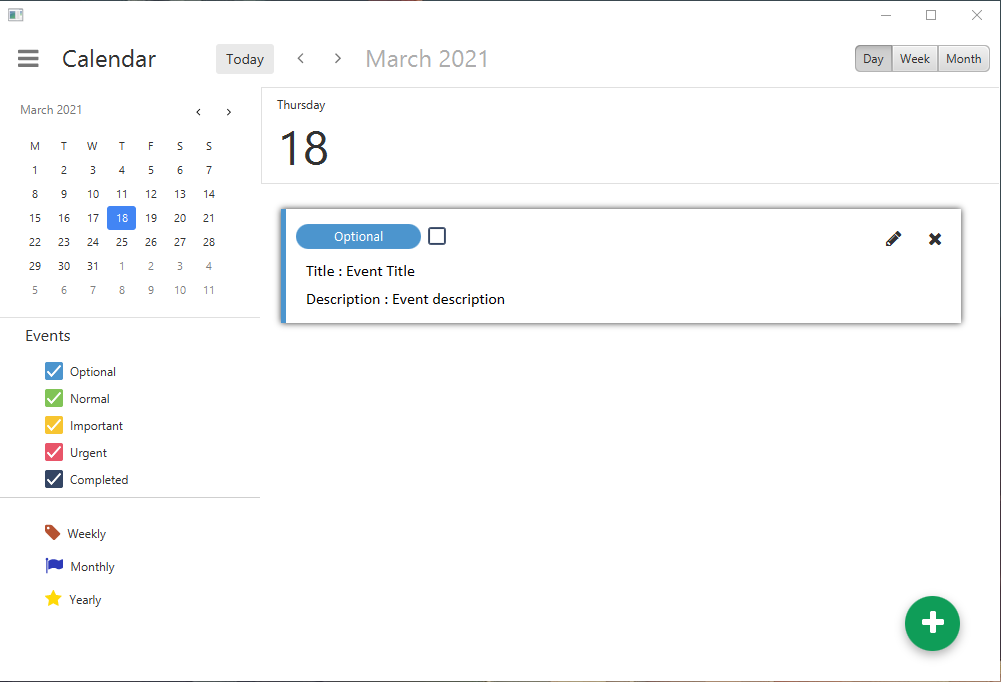 Calendar
Today
March 2021
Day Week Month
March 2021
M T W T F S S
1 2 3 4 5 6 7
8 9 10 11 12 13 14
15 16 17 18 19 20 21
22 23 24 25 26 27 28
29 30 31 1 2 3 4
5 6 7 8 9 10 11
Events
Optional
Normal
Important
Urgent
Completed
Weekly
Monthly
Yearly
Thursday
18
Optional
Title : Event Title
Description : Event description